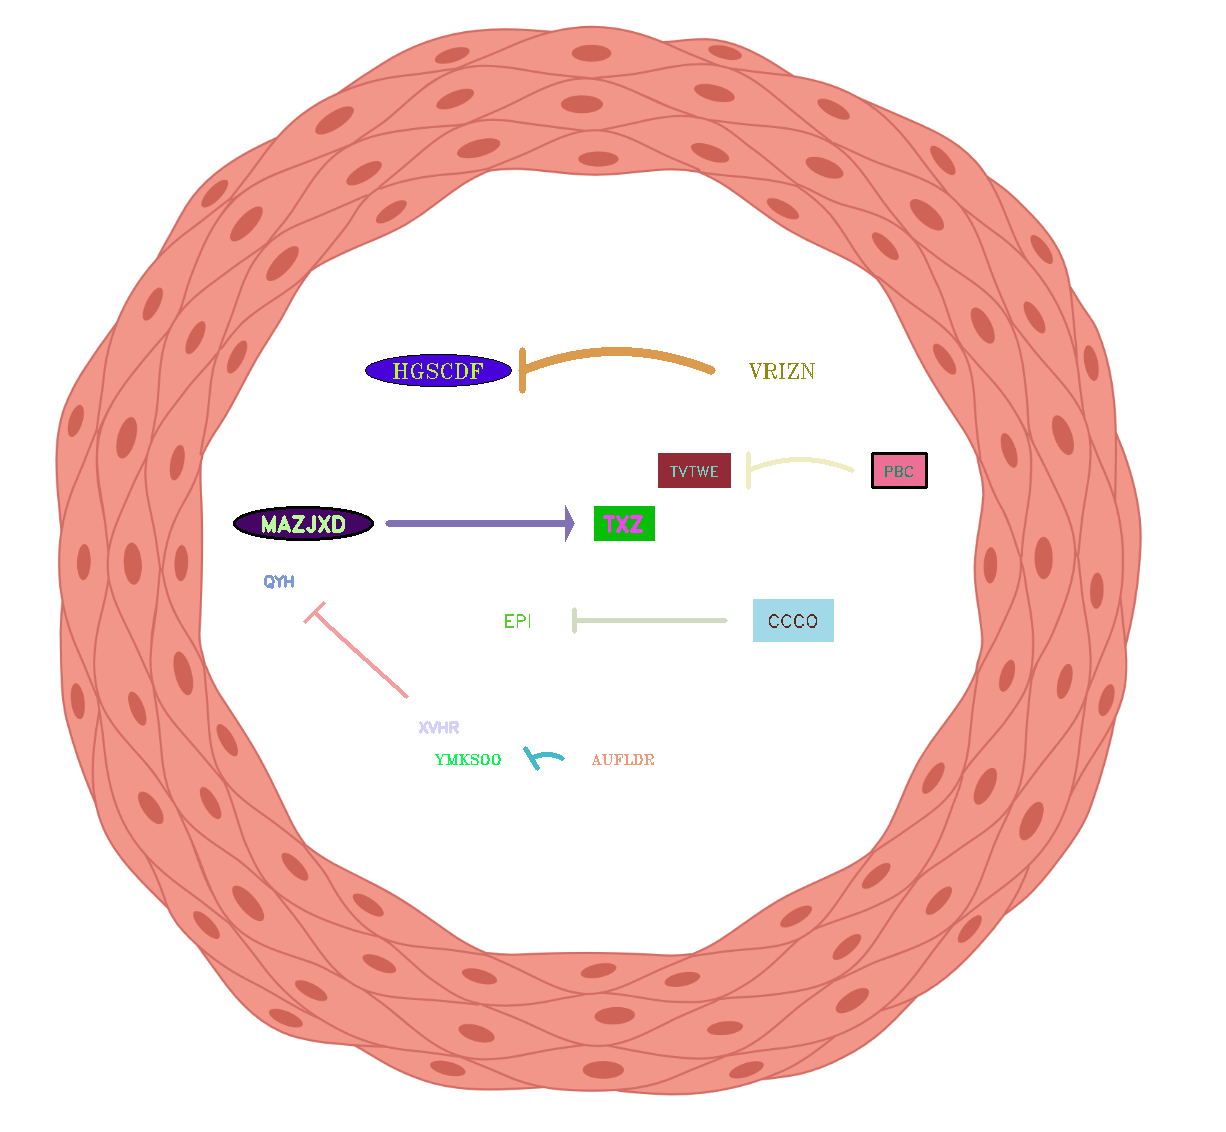 HGSCDF
VRIZN
TVTWE
PBC
MAZJXD
TXZ
QYH
EPI
CCCO
XVHR
YMKSOO
AUFLDR